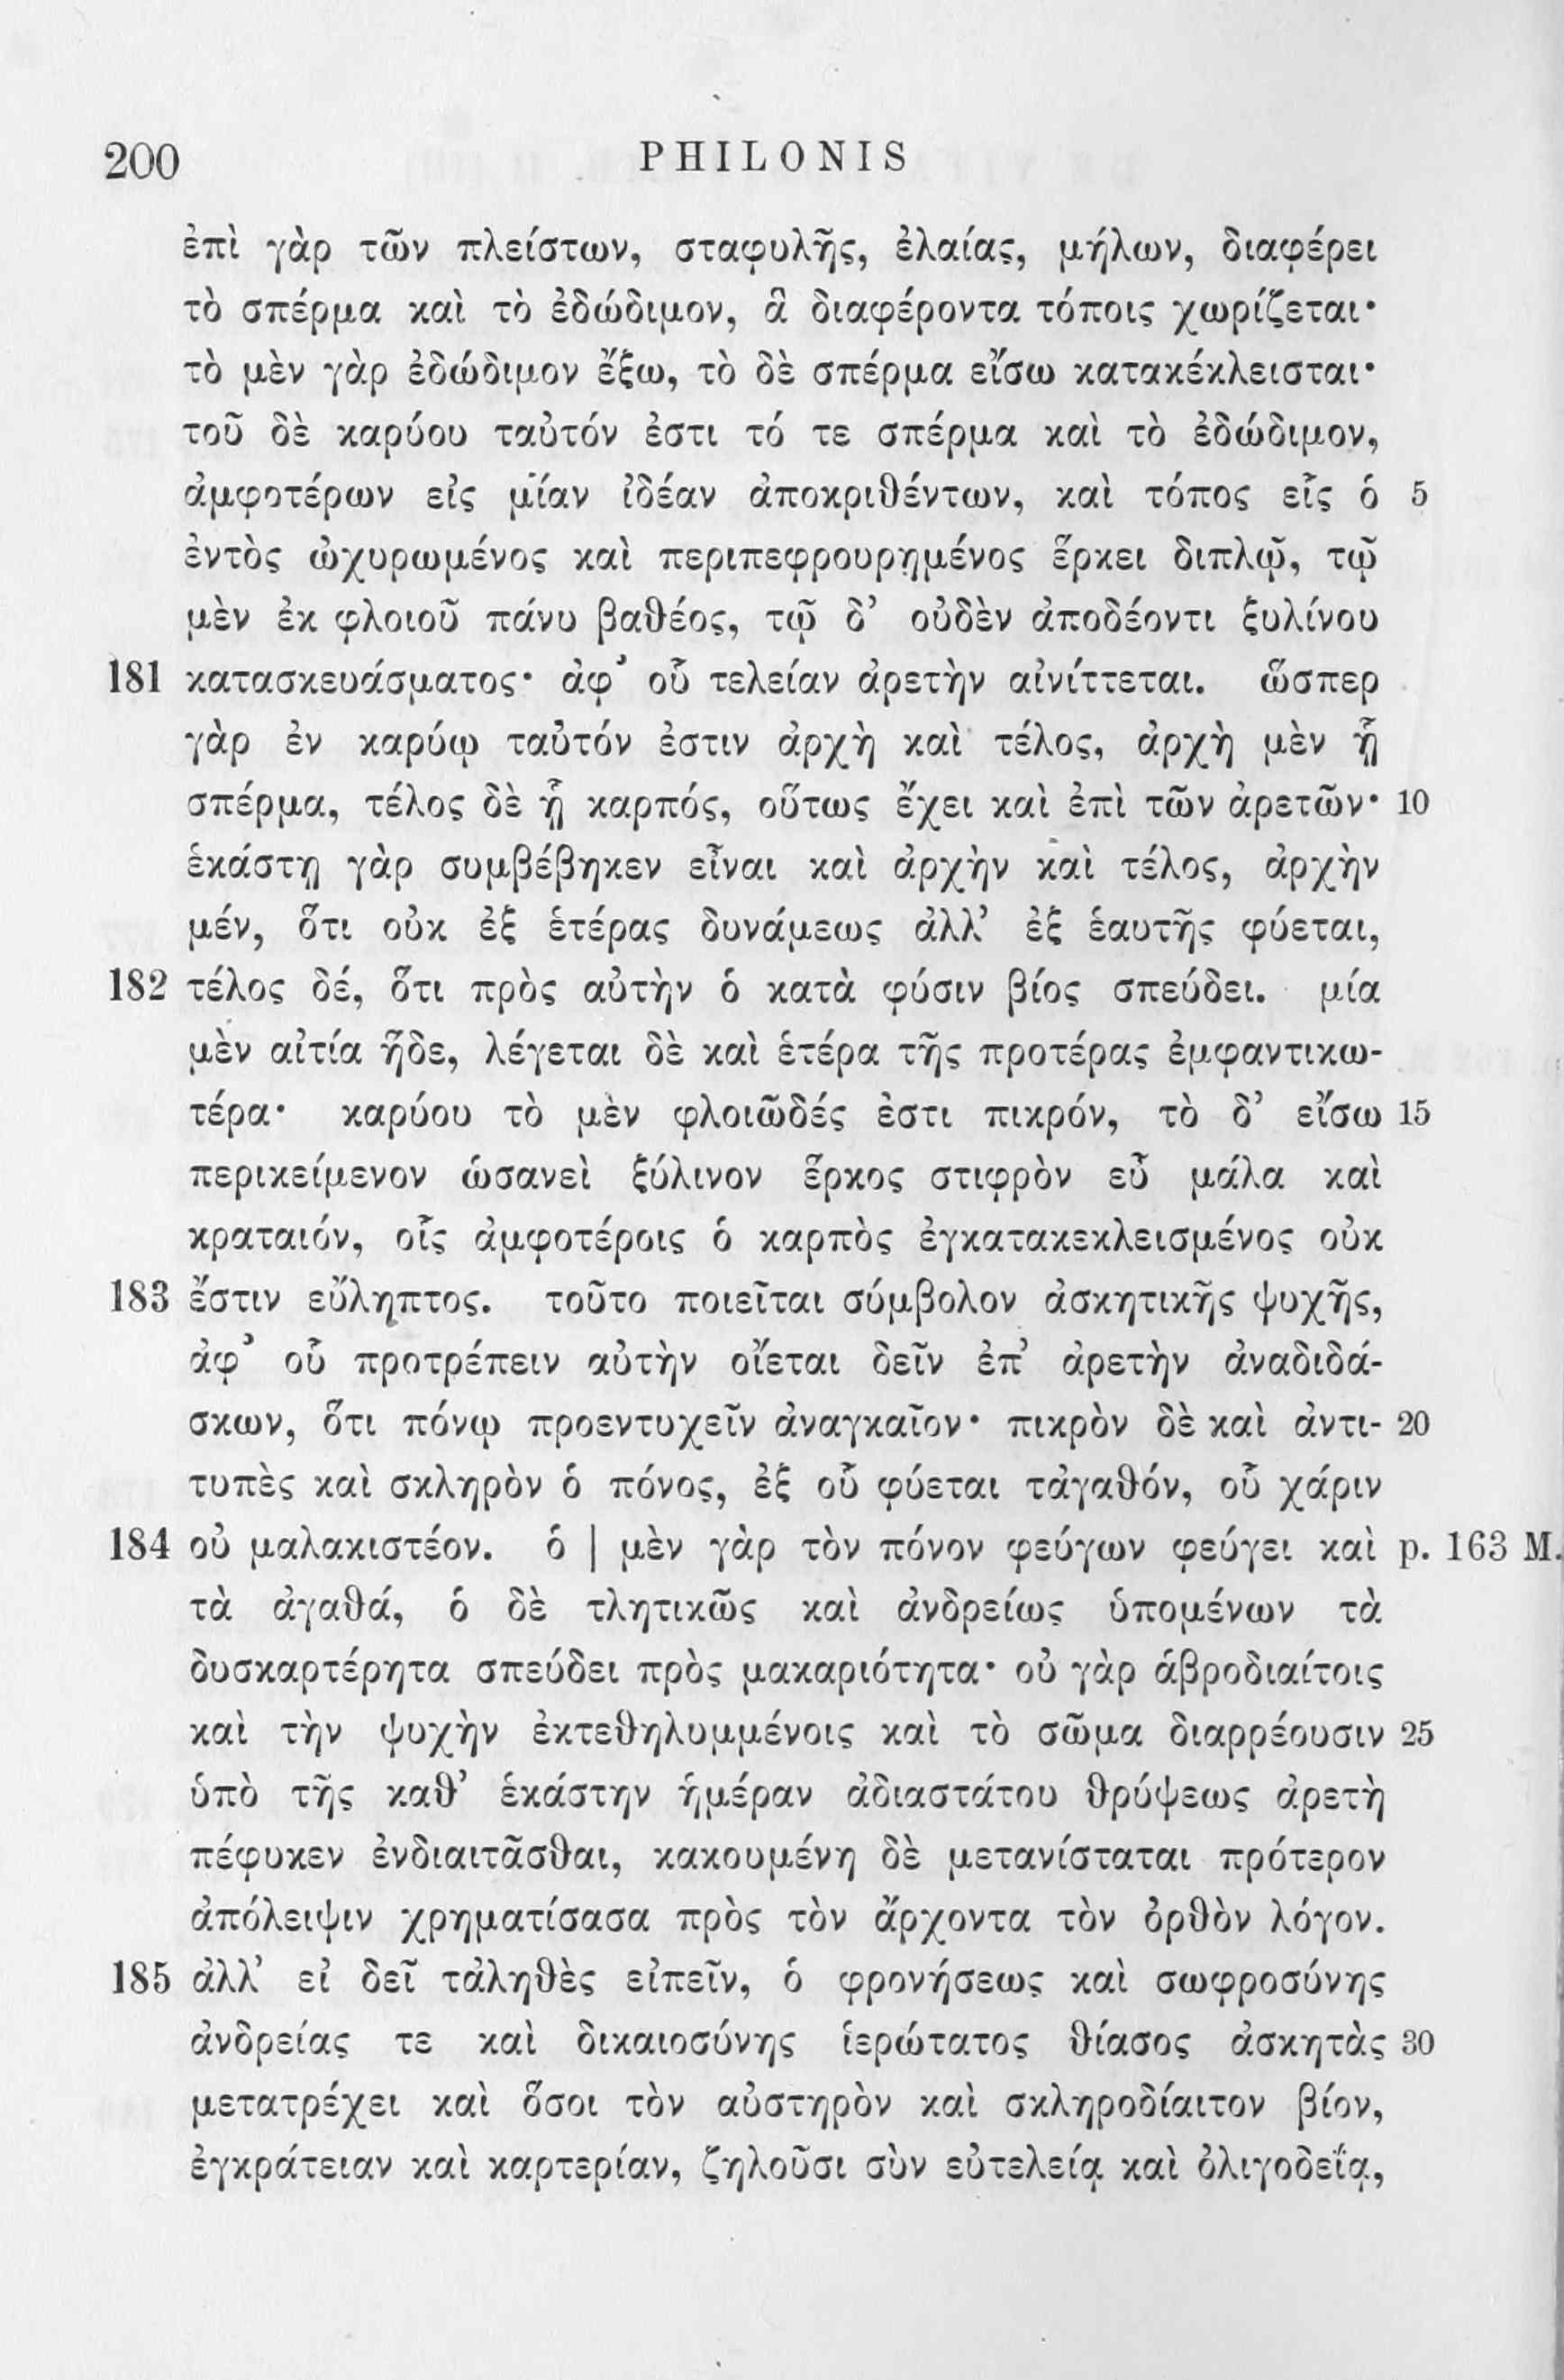 200 PHILONIS
ἐπὶ γὰρ τῶν πλείστων, σταφυλῆς, ἐλαίας, μήλων, διαφέρει
τὸ σπέρμα καὶ τὸ ἐδώδιμον, ἃ διαφέροντα τόποις χωρίζεται·
τὸ μὲν γὰρ ἐδώδιμον ἔξω, τὸ δὲ σπέρμα εἴσω κατακέκλεισται·
τοῦ δὲ καρύου ταὐτόν ἐστι τό τε σπέρμα καὶ τὸ ἐδώδιμον,
ἀμφοτέρων εἰς μίαν ἰδέαν ἀποκριθέντων, καὶ τόπος εἷς ὁ 5
ἐντὸς ὠχυρωμένος καὶ περιπεφρουρημένος ἕρκει διπλῷ, τῷ
μὲν ἐκ φλοιοῦ πάνυ βαθέος, τῷ δ’ οὐδὲν ἀποδέοντι ξυλίνου
181 κατασκευάσματος· ἀφ’ οὗ τελείαν ἀρετὴν αἰνίττεται. ὥσπερ
γὰρ ἐν καρύῳ ταὐτόν ἐστιν ἀρχὴ καὶ τέλος, ἀρχὴ μὲν ᾗ
σπέρμα, τέλος δὲ ᾗ καρπός, οὕτως ἔχει καὶ ἐπὶ τῶν ἀρετῶν· 10
ἑκάστῃ γὰρ συμβέβηκεν εἶναι καὶ ἀρχὴν καὶ τέλος, ἀρχὴν
μέν, ὅτι οὐκ ἐξ ἑτέρας δυνάμεως ἀλλ’ ἐξ ἑαυτῆς φύεται,
182 τέλος δέ, ὅτι πρὸς αὐτὴν ὁ κατὰ φύσιν βίος σπεύδει. μία
μὲν αἰτία ἥδε, λέγεται δὲ καὶ ἑτέρα τῆς προτέρας ἐμφαντικω-
τέρα· καρύου τὸ μὲν φλοιῶδές ἐστι πικρόν, τὸ δ’ εἴσω 15
περικείμενον ὡσανεὶ ξύλινον ἕρκος στιφρὸν εὖ μάλα καὶ
κραταιόν, οἷς ἀμφοτέροις ὁ καρπὸς ἐγκατακεκλεισμένος οὐκ
183 ἔστιν εὔληπτος. τοῦτο ποιεῖται σύμβολον ἀσκητικῆς ψυχῆς,
ἀφ’ οὗ προτρέπειν αὐτὴν οἴεται δεῖν ἐπ’ ἀρετὴν ἀναδιδά-
σκων, ὅτι πόνῳ προεντυχεῖν ἀναγκαῖον· πικρὸν δὲ καὶ ἀντι- 20
τυπὲς καὶ σκληρὸν ὁ πόνος, ἐξ οὗ φύεται τἀγαθόν, οὗ χάριν
184 οὐ μαλακιστέον. ὁ | μὲν γὰρ τὸν πόνον φεύγων φεύγει καὶ p. 163 M.
τὰ ἀγαθά, ὁ δὲ τλητικῶς καὶ ἀνδρείως ὑπομένων τὰ
δυσκαρτέρητα σπεύδει πρὸς μακαριότητα· οὐ γὰρ ἁβροδιαίτοις
καὶ τὴν ψυχὴν ἐκτεθηλυμμένοις καὶ τὸ σῶμα διαρρέουσιν 25
ὑπὸ τῆς καθ’ ἑκάστην ἡμέραν ἀδιαστάτου θρύψεως ἀρετὴ
πέφυκεν ἐνδιαιτᾶσθαι, κακουμένη δὲ μετανίσταται πρότερον
ἀπόλειψιν χρηματίσασα πρὸς τὸν ἄρχοντα τὸν ὀρθὸν λόγον.
185 ἀλλ’ εἰ δεῖ τἀληθὲς εἰπεῖν, ὁ φρονήσεως καὶ σωφροσύνης
ἀνδρείας τε καὶ δικαιοσύνης ἱερώτατος θίασος ἀσκητὰς 30
μετατρέχει καὶ ὅσοι τὸν αὐστηρὸν καὶ σκληροδίαιτον βίον,
ἐγκράτειαν καὶ καρτερίαν, ζηλοῦσι σὺν εὐτελείᾳ καὶ ὀλιγοδεΐᾳ,